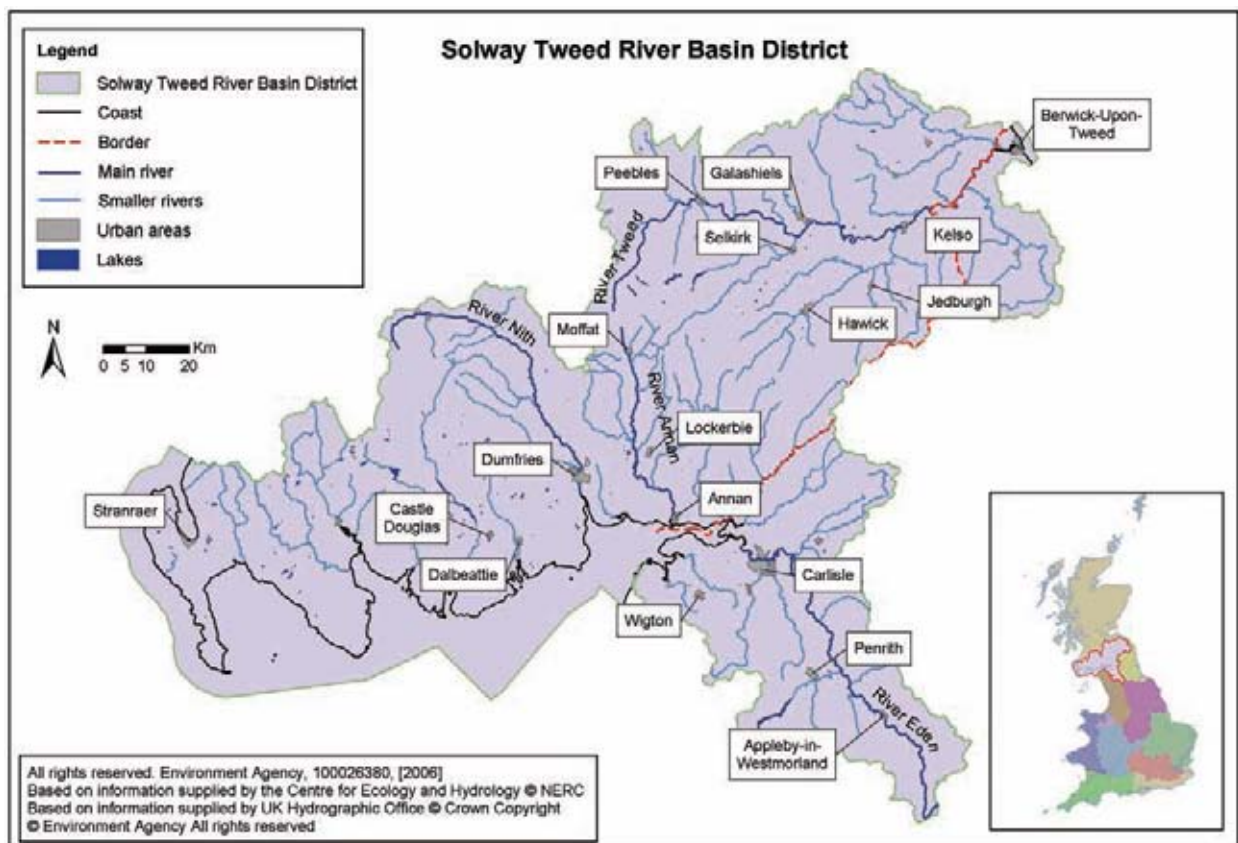 Solway Tweed River Basin District
Legend
Solway Tweed River Basin District
Coast
Border
Main river
Smaller rivers
Urban areas
Lakes
N
Km
0 5 10 20
Berwick-Upon-
Tweed
Peebles
Galashiels
Selkirk
Kelso
River Tweed
Jedburgh
Hawick
River Nith
Moffat
River Annan
Lockerbie
Dumfries
Annan
Stranraer
Castle
Douglas
Dalbeattie
Carlisle
Wigton
Penrith
River Eden
Appleby-in-
Westmorland
All rights reserved. Environment Agency, 100026380, [2006]
Based on information supplied by the Centre for Ecology and Hydrology © NERC
Based on information supplied by UK Hydrographic Office © Crown Copyright
© Environment Agency All rights reserved